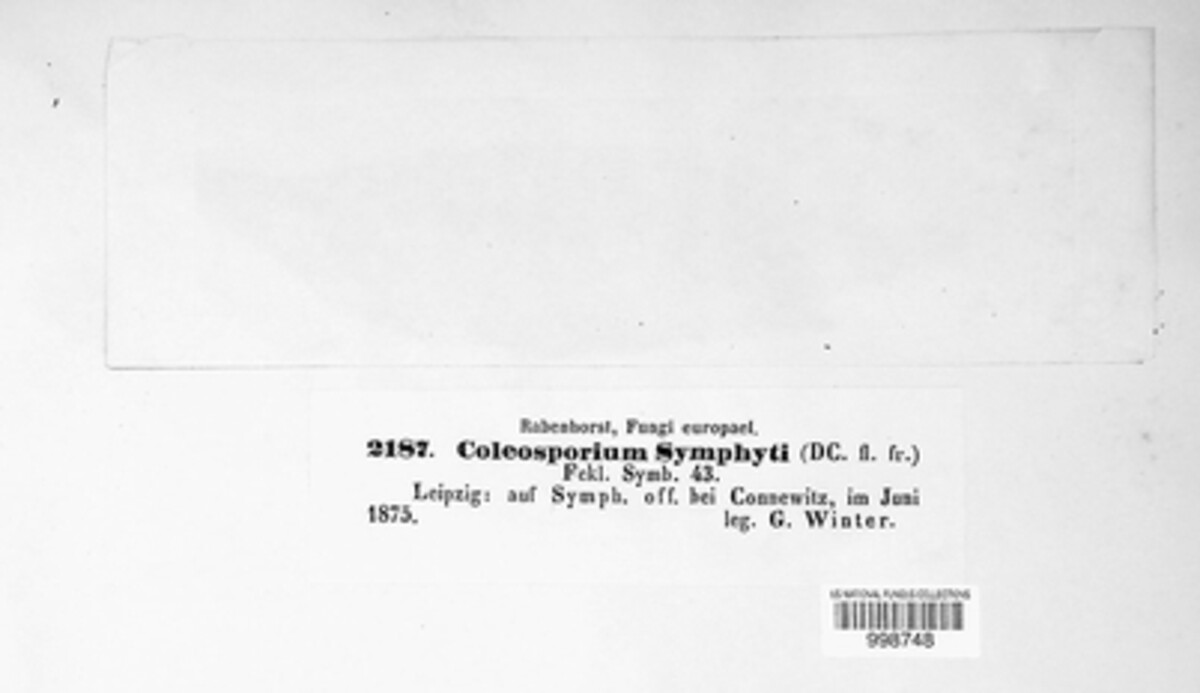 Rabenhorst, Fungi europaei.
2187. Coleosporium Symphyti (DC. fl. fr.)
Fckl. Symb. 43.
Leipzig: auf Symph. off. bei Connewitz, im Juni
1875. leg. G. Winter.
US NATIONAL FUNGUS COLLECTIONS
998748